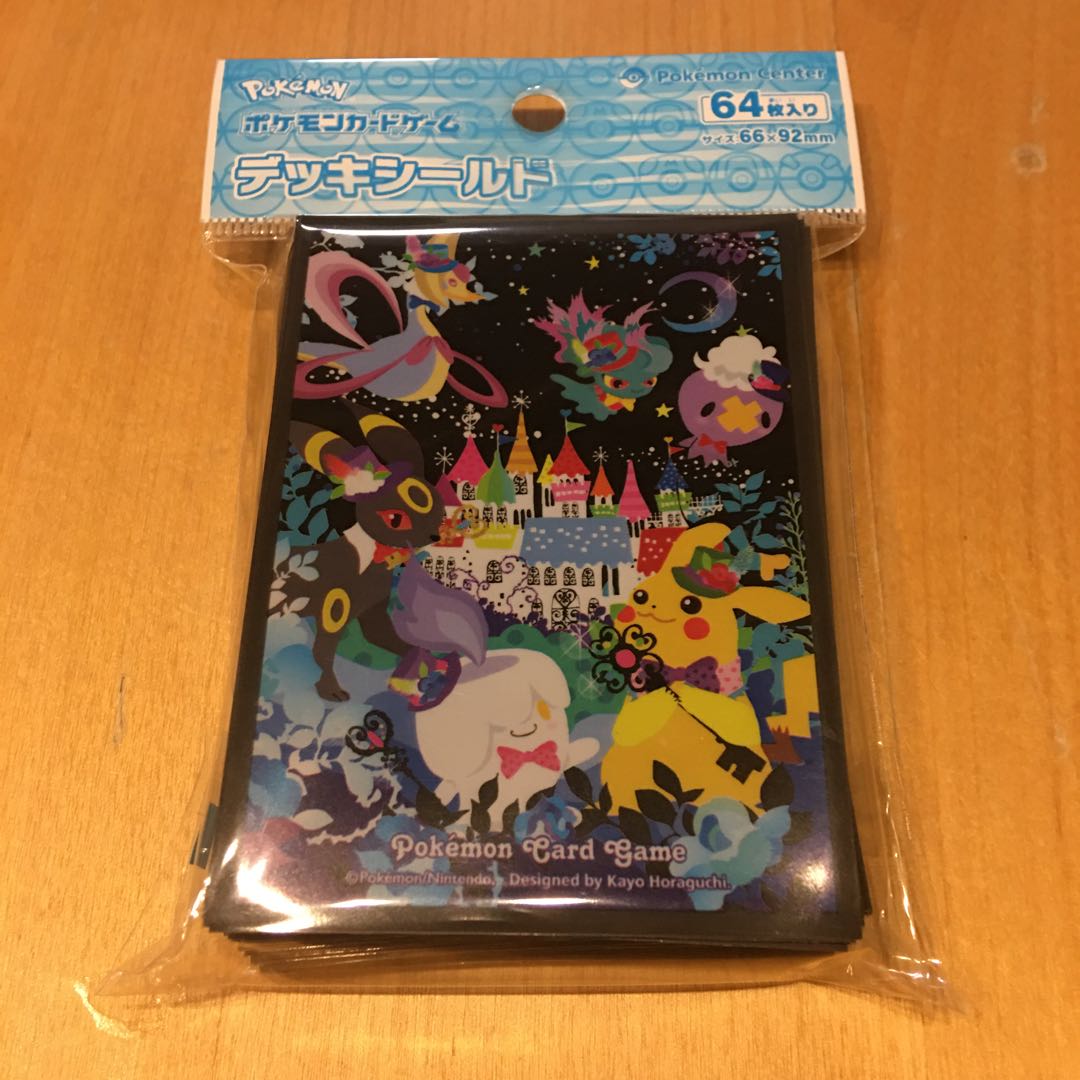 POKéMON
ポケモンカードゲーム
デッキシールド
Pokémon Center
64枚入り
サイズ 66×92mm
Pokémon Card Game
©Pokémon/Nintendo. Designed by Kayo Horaguchi.